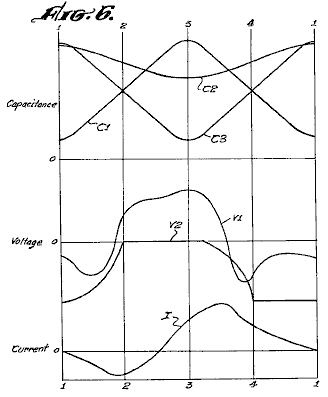 FIG. 6.
1 2 3 4 1
Capacitance
C1
C2
C3
0
Voltage 0
V2
V1
I
Current 0
1 2 3 4 1